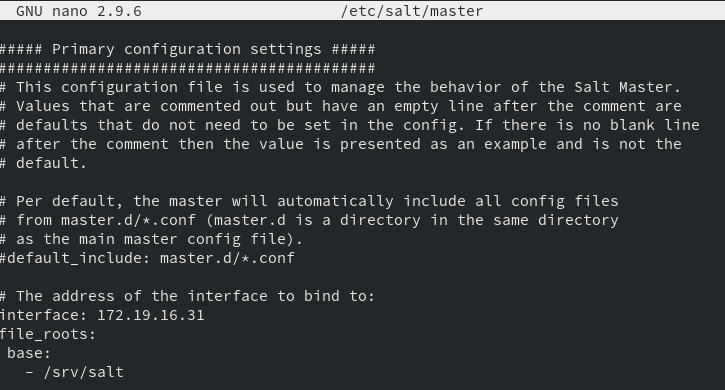 GNU nano 2.9.6 /etc/salt/master
##### Primary configuration settings #####
##########################################
# This configuration file is used to manage the behavior of the Salt Master.
# Values that are commented out but have an empty line after the comment are
# defaults that do not need to be set in the config. If there is no blank line
# after the comment then the value is presented as an example and is not the
# default.
# Per default, the master will automatically include all config files
# from master.d/*.conf (master.d is a directory in the same directory
# as the main master config file).
#default_include: master.d/*.conf
# The address of the interface to bind to:
interface: 172.19.16.31
file_roots:
base:
- /srv/salt